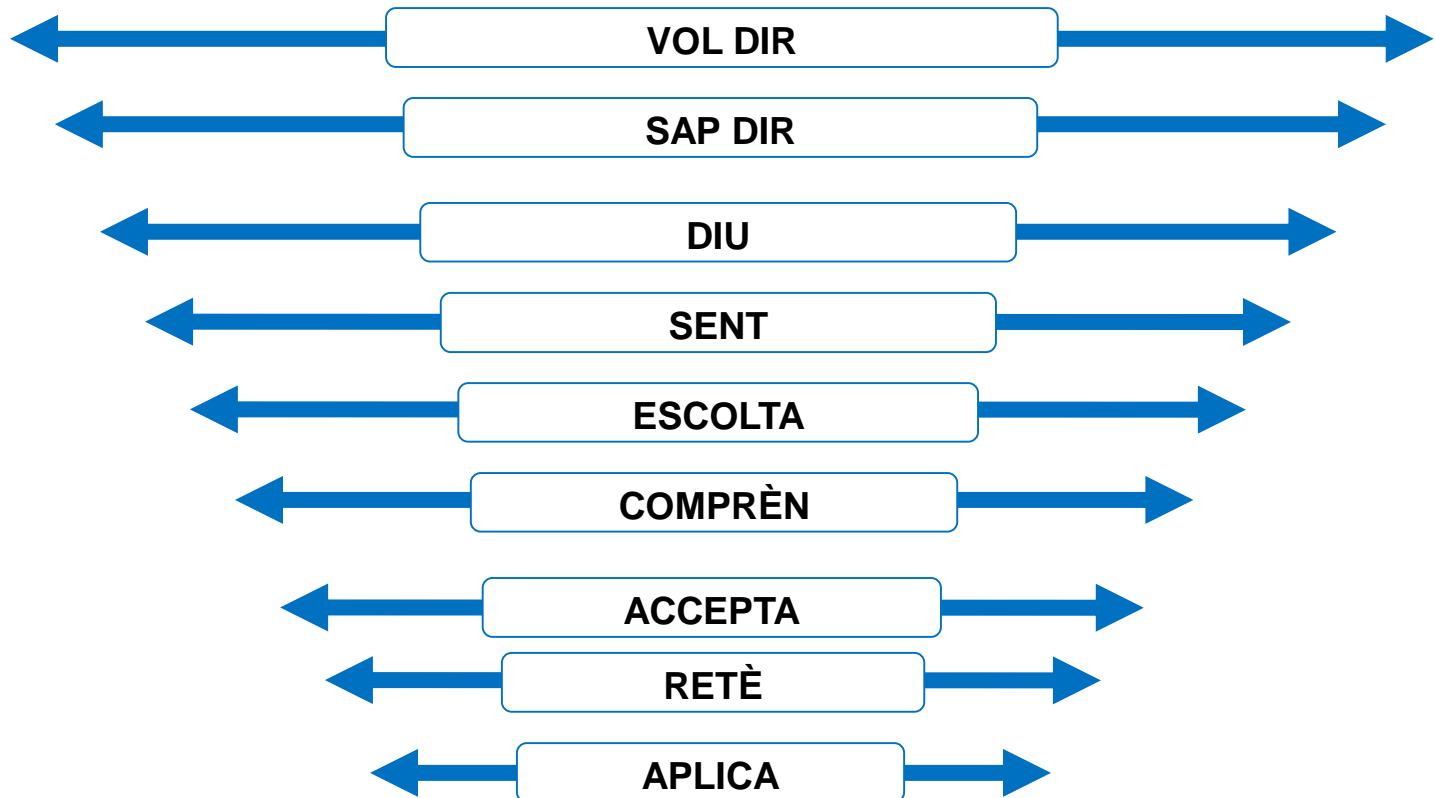 VOL DIR
SAP DIR
DIU
SENT
ESCOLTA
COMPRÈN
ACCEPTA
RETÈ
APLICA